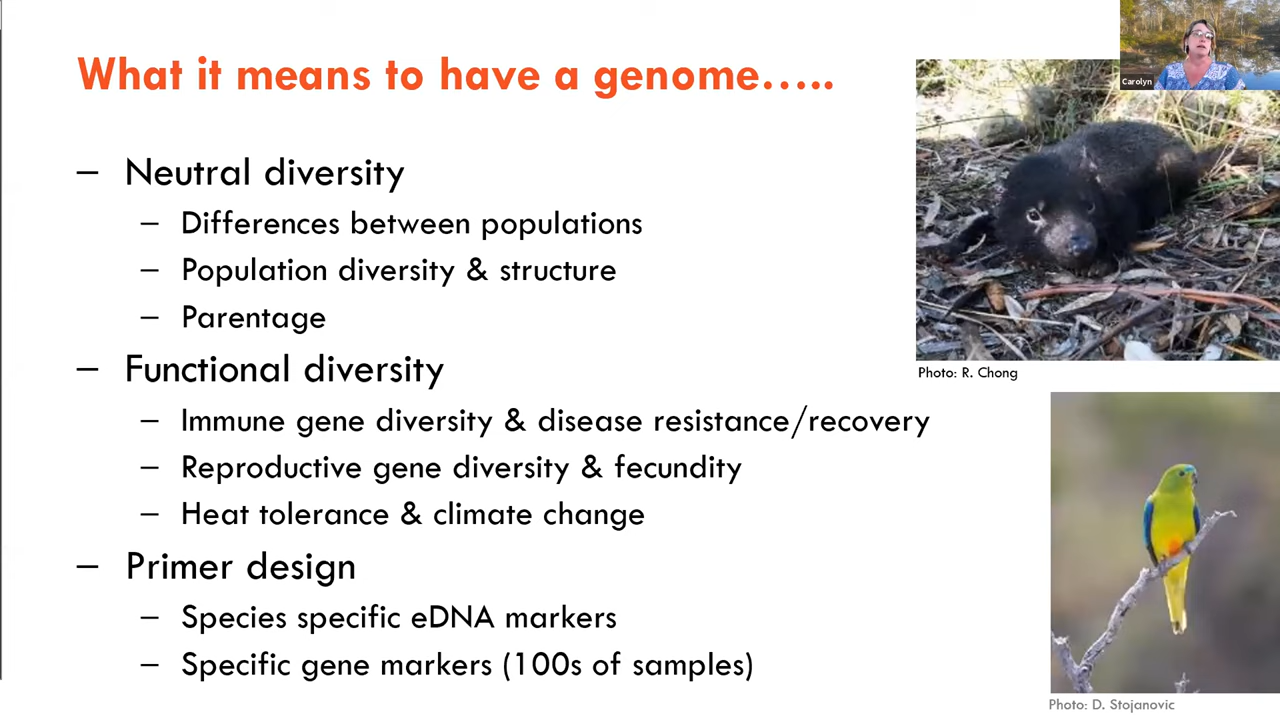 What it means to have a genome…..
– Neutral diversity
– Differences between populations
– Population diversity & structure
– Parentage
– Functional diversity
– Immune gene diversity & disease resistance/recovery
– Reproductive gene diversity & fecundity
– Heat tolerance & climate change
– Primer design
– Species specific eDNA markers
– Specific gene markers (100s of samples)
Carolyn
Photo: R. Chong
Photo: D. Stojanovic